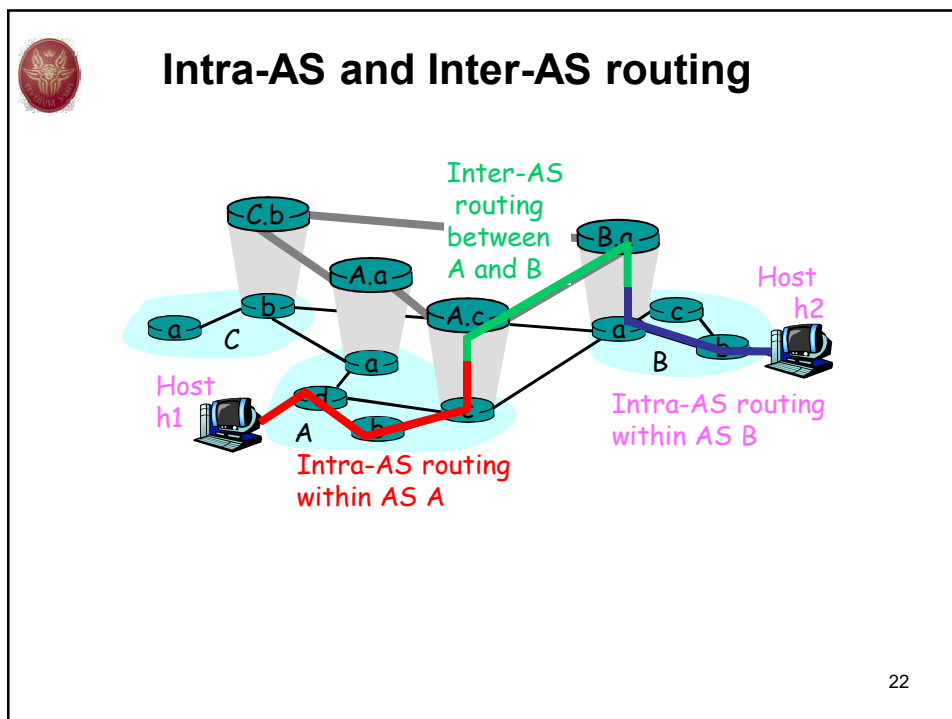 Intra-AS and Inter-AS routing
Inter-AS
routing
between
A and B
C.b
B.a
A.a
A.c
Host
h2
b
a
C
a
c
a
b
B
Host
h1
d
A
b
c
Intra-AS routing
within AS B
Intra-AS routing
within AS A
22